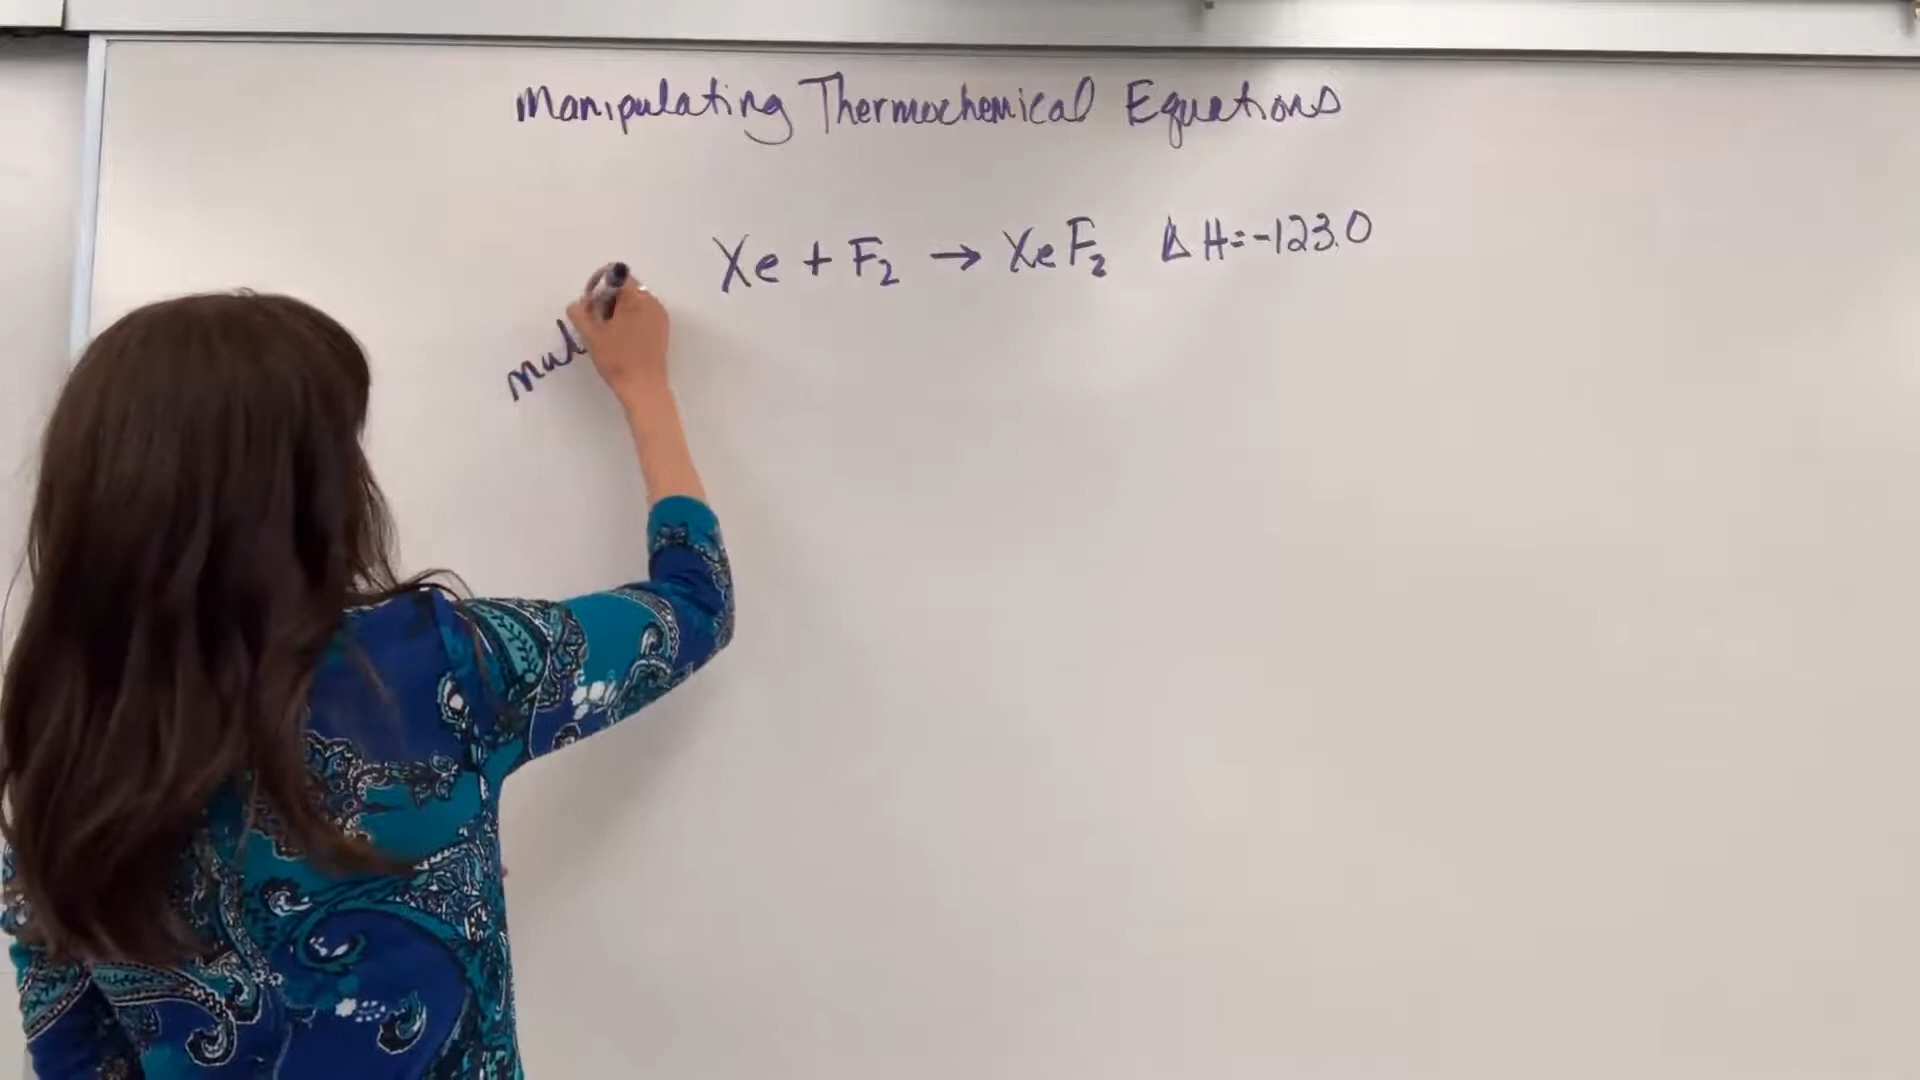 Manipulating Thermochemical Equations
Xe + F₂ → XeF₂ ΔH=-123.0
mul